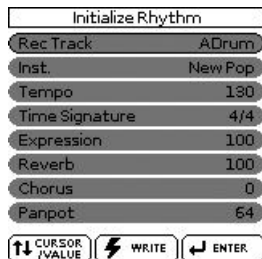 Initialize Rhythm
Rec Track ADrum
Inst. New Pop
Tempo 130
Time Signature 4/4
Expression 100
Reverb 100
Chorus 0
Panpot 64
CURSOR /VALUE WRITE ENTER